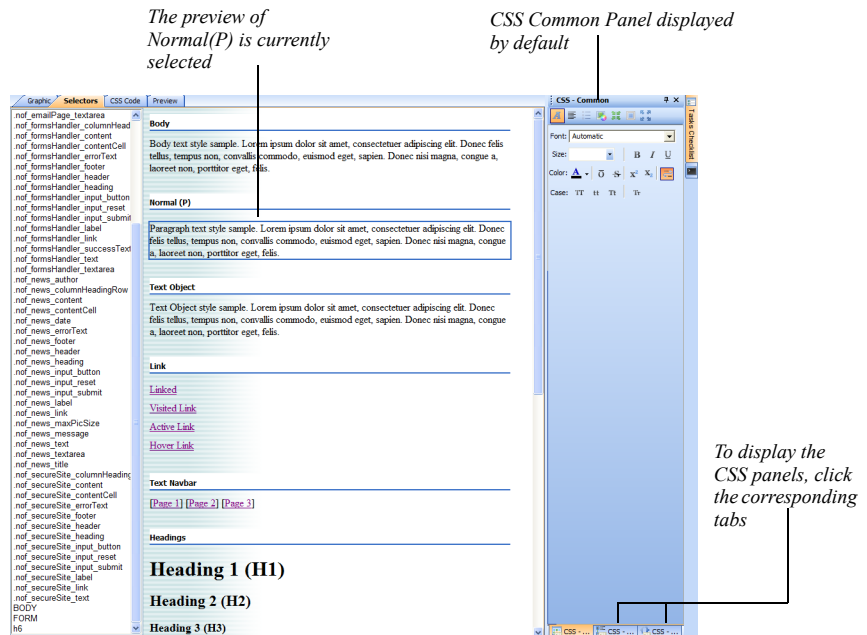 The preview of
Normal(P) is currently
selected
CSS Common Panel displayed
by default
Graphic Selectors CSS Code Preview
.nof_emailPage_textarea
.nof_formsHandler_columnHead
.nof_formsHandler_content
.nof_formsHandler_contentCell
.nof_formsHandler_errorText
.nof_formsHandler_footer
.nof_formsHandler_header
.nof_formsHandler_heading
.nof_formsHandler_input_button
.nof_formsHandler_input_reset
.nof_formsHandler_input_submit
.nof_formsHandler_label
.nof_formsHandler_link
.nof_formsHandler_successText
.nof_formsHandler_text
.nof_formsHandler_textarea
.nof_news_author
.nof_news_columnHeadingRow
.nof_news_content
.nof_news_contentCell
.nof_news_date
.nof_news_errorText
.nof_news_footer
.nof_news_header
.nof_news_heading
.nof_news_input_button
.nof_news_input_reset
.nof_news_input_submit
.nof_news_label
.nof_news_link
.nof_news_maxPicSize
.nof_news_message
.nof_news_text
.nof_news_textarea
.nof_news_title
.nof_secureSite_columnHeading
.nof_secureSite_content
.nof_secureSite_contentCell
.nof_secureSite_errorText
.nof_secureSite_footer
.nof_secureSite_header
.nof_secureSite_heading
.nof_secureSite_input_button
.nof_secureSite_input_reset
.nof_secureSite_input_submit
.nof_secureSite_label
.nof_secureSite_link
.nof_secureSite_text
BODY
FORM
h6
Body
Body text style sample. Lorem ipsum dolor sit amet, consectetuer adipiscing elit. Donec felis
tellus, tempus non, convallis commodo, euismod eget, sapien. Donec nisi magna, congue a,
laoreet non, porttitor eget, felis.
Normal (P)
Paragraph text style sample. Lorem ipsum dolor sit amet, consectetuer adipiscing elit. Donec
felis tellus, tempus non, convallis commodo, euismod eget, sapien. Donec nisi magna, congue
a, laoreet non, porttitor eget, felis.
Text Object
Text Object style sample. Lorem ipsum dolor sit amet, consectetuer adipiscing elit. Donec
felis tellus, tempus non, convallis commodo, euismod eget, sapien. Donec nisi magna, congue
a, laoreet non, porttitor eget, felis.
Link
Linked
Visited Link
Active Link
Hover Link
Text Navbar
[Page 1] [Page 2] [Page 3]
Headings
Heading 1 (H1)
Heading 2 (H2)
Heading 3 (H3)
CSS - Common
Font: Automatic
Size: B I U
Color: A O S X² X₂
Case: TT tt Tt Tr
Tasks Checklist
CSS - ... CSS - ... CSS - ...
To display the
CSS panels, click
the corresponding
tabs